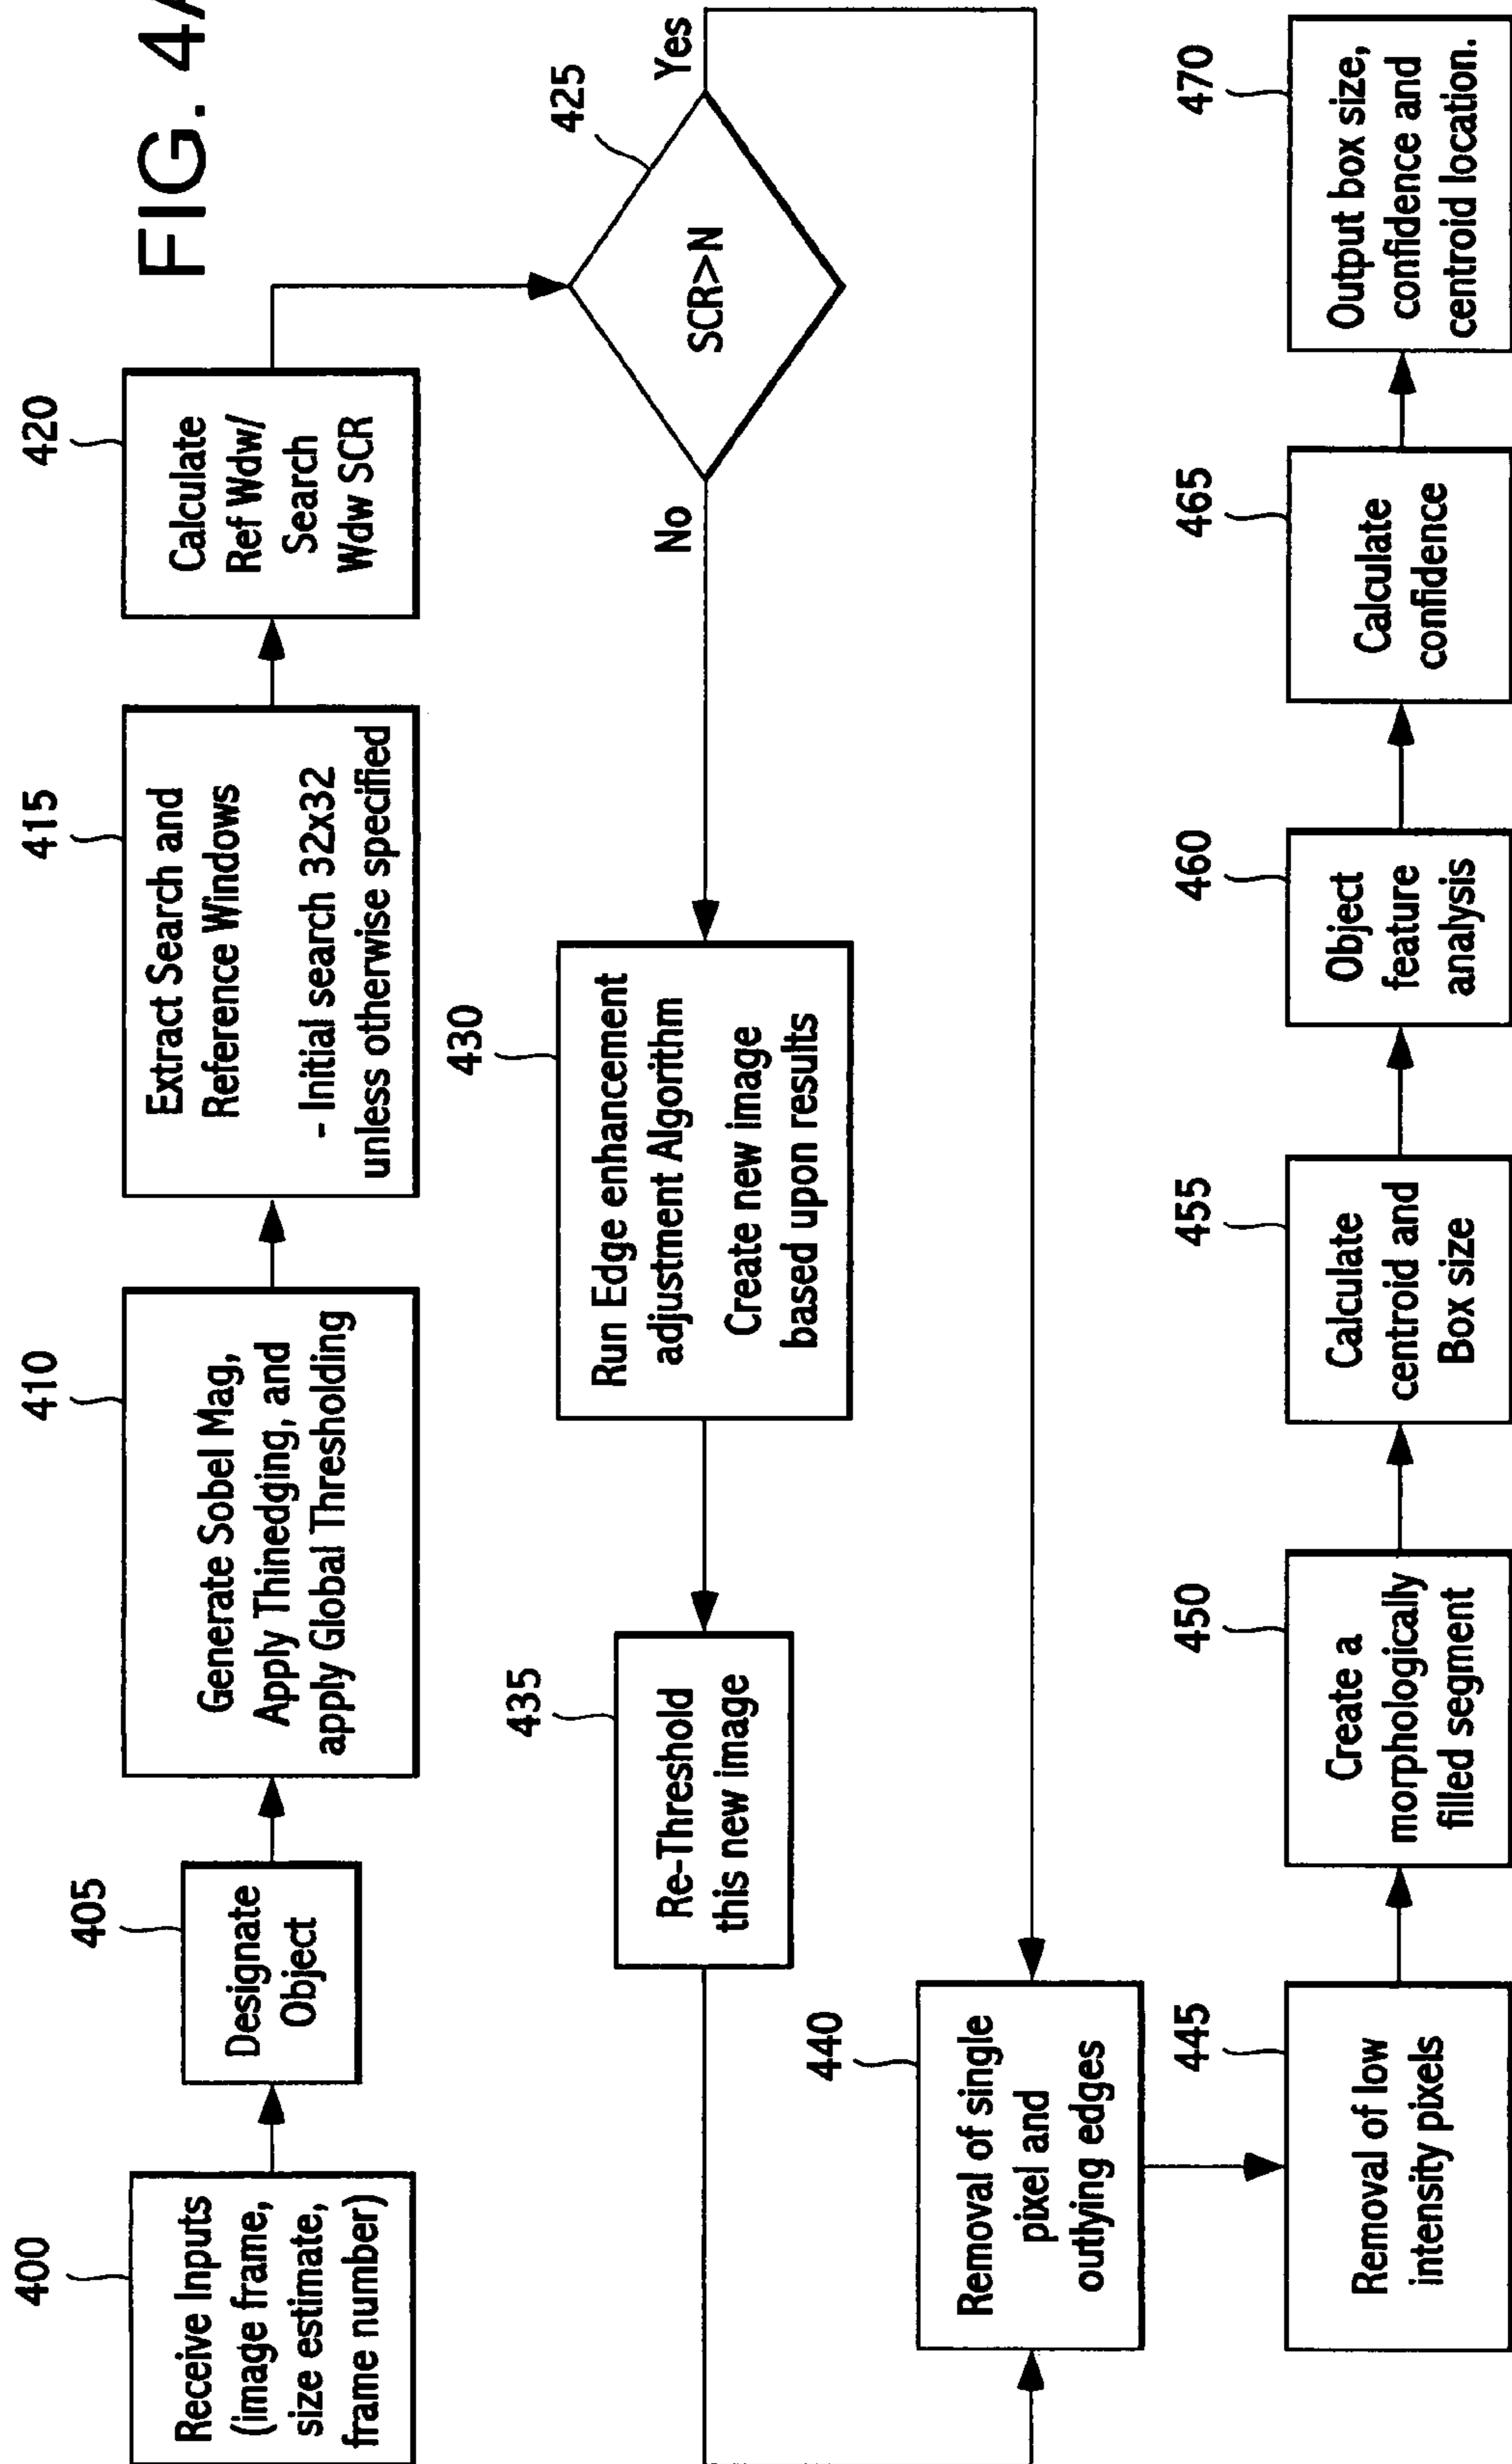 FIG. 4A
400
Receive Inputs
(image frame,
size estimate,
frame number)
405
Designate
Object
410
Generate Sobel Mag,
Apply Thinedging, and
apply Global Thresholding
415
Extract Search and
Reference Windows
- Initial search 32x32
unless otherwise specified
420
Calculate
Ref Wdw/
Search
Wdw SCR
425
SCR>N
Yes
No
430
Run Edge enhancement
adjustment Algorithm
Create new image
based upon results
435
Re-Threshold
this new image
440
Removal of single
pixel and
outlying edges
445
Removal of low
intensity pixels
450
Create a
morphologically
filled segment
455
Calculate
centroid and
Box size
460
Object
feature
analysis
465
Calculate
confidence
470
Output box size,
confidence and
centroid location.